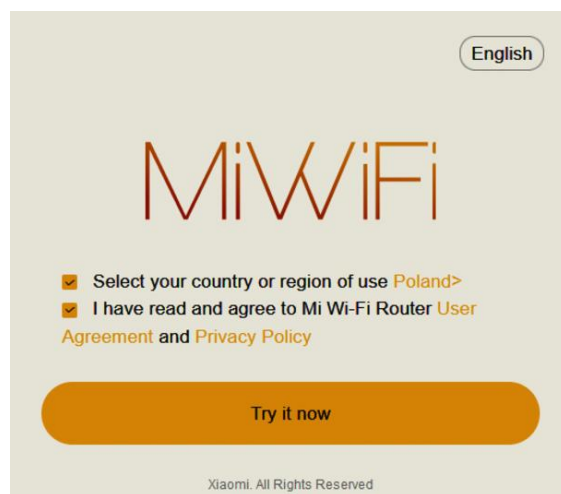 English
MiWiFi
Select your country or region of use Poland>
I have read and agree to Mi Wi-Fi Router User
Agreement and Privacy Policy
Try it now
Xiaomi. All Rights Reserved